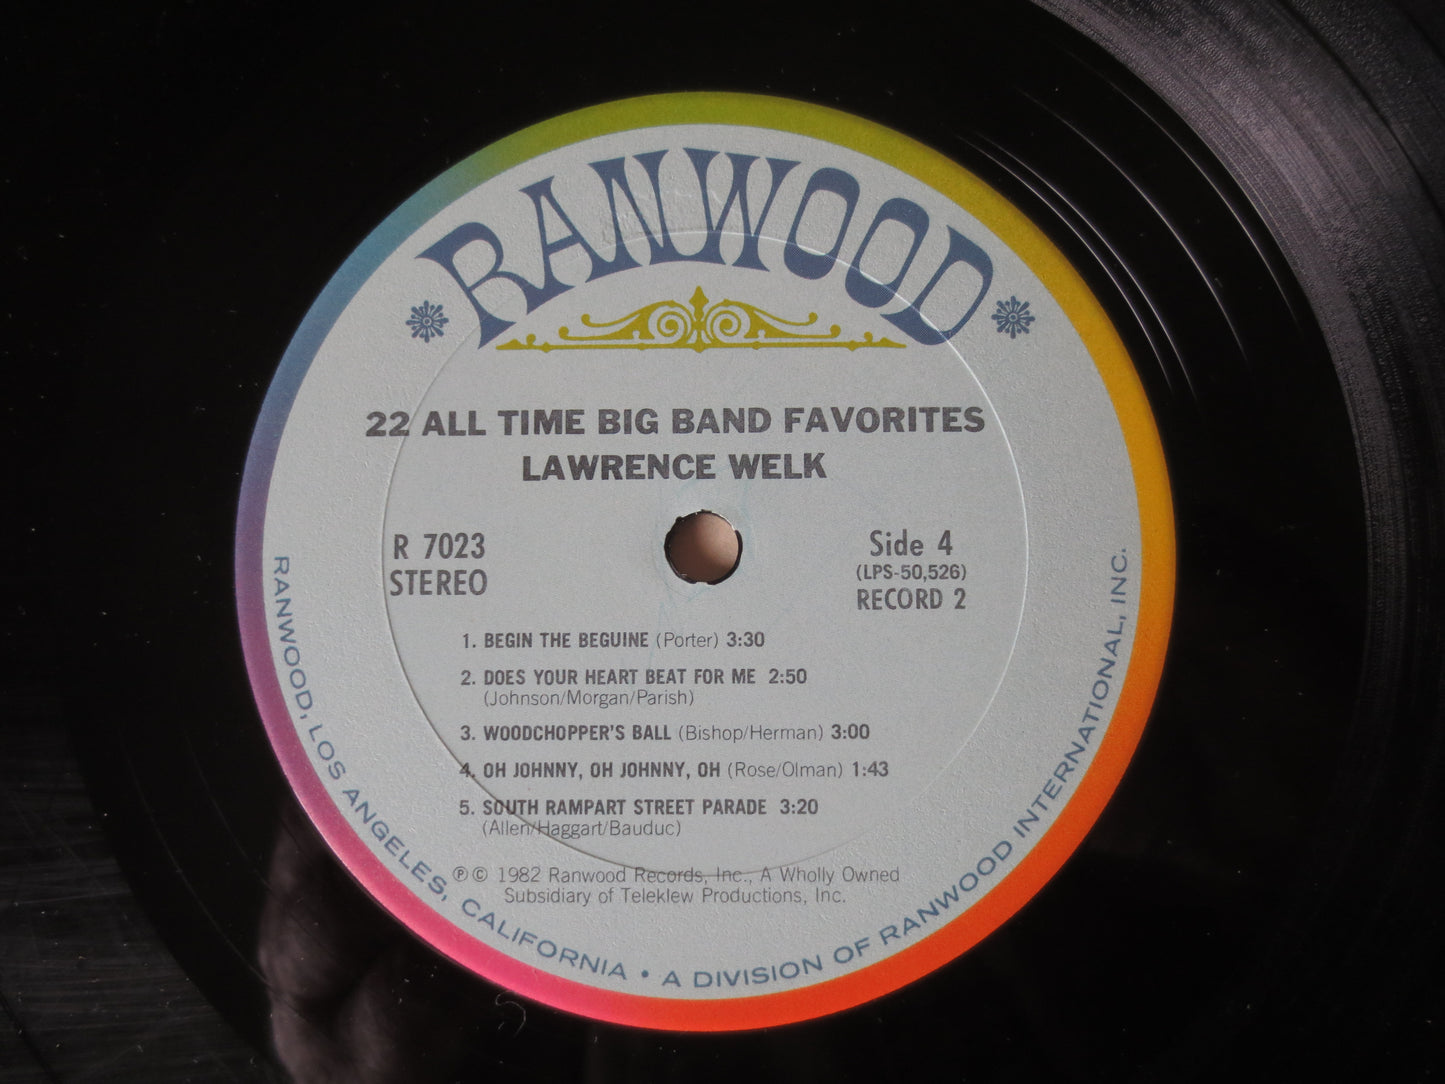 RANWOOD
22 ALL TIME BIG BAND FAVORITES
LAWRENCE WELK
R 7023
STEREO
Side 4
(LPS-50,526)
RECORD 2
1. BEGIN THE BEGUINE (Porter) 3:30
2. DOES YOUR HEART BEAT FOR ME 2:50
(Johnson/Morgan/Parish)
3. WOODCHOPPER'S BALL (Bishop/Herman) 3:00
4. OH JOHNNY, OH JOHNNY, OH (Rose/Olman) 1:43
5. SOUTH RAMPART STREET PARADE 3:20
(Allen/Haggart/Bauduc)
℗© 1982 Ranwood Records, Inc., A Wholly Owned
Subsidiary of Teleklew Productions, Inc.
RANWOOD, LOS ANGELES, CALIFORNIA • A DIVISION OF RANWOOD INTERNATIONAL, INC.